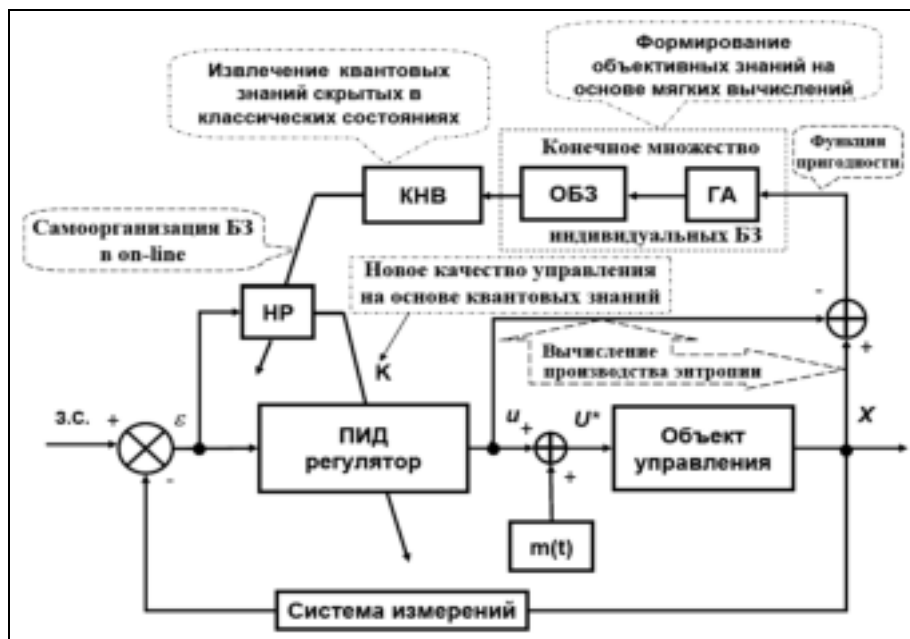 Формирование
объективных знаний на
основе мягких вычислений
Извлечение квантовых
знаний скрытых в
классических состояниях
Функции
пригодности
Конечное множество
КНВ
ОБЗ
ГА
индивидуальных БЗ
Самоорганизация БЗ
в on-line
Новое качество управления
на основе квантовых знаний
НР
-
+
Вычисление
производства энтропии
K
з.с.
+
ε
-
ПИД
регулятор
u
+
U*
+
Объект
управления
X
m(t)
Система измерений